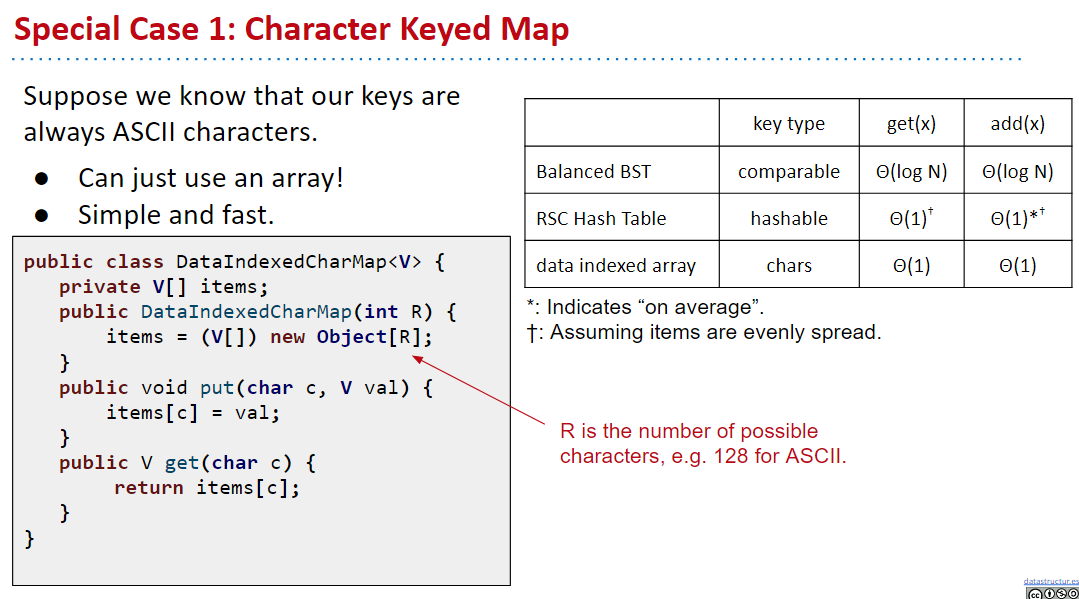 Special Case 1: Character Keyed Map
Suppose we know that our keys are
always ASCII characters.
● Can just use an array!
● Simple and fast.
public class DataIndexedCharMap<V> {
private V[] items;
public DataIndexedCharMap(int R) {
items = (V[]) new Object[R];
}
public void put(char c, V val) {
items[c] = val;
}
public V get(char c) {
return items[c];
}
}
key type get(x) add(x)
Balanced BST comparable Θ(log N) Θ(log N)
RSC Hash Table hashable Θ(1)† Θ(1)*†
data indexed array chars Θ(1) Θ(1)
*: Indicates “on average”.
†: Assuming items are evenly spread.
R is the number of possible
characters, e.g. 128 for ASCII.
datastructur.es